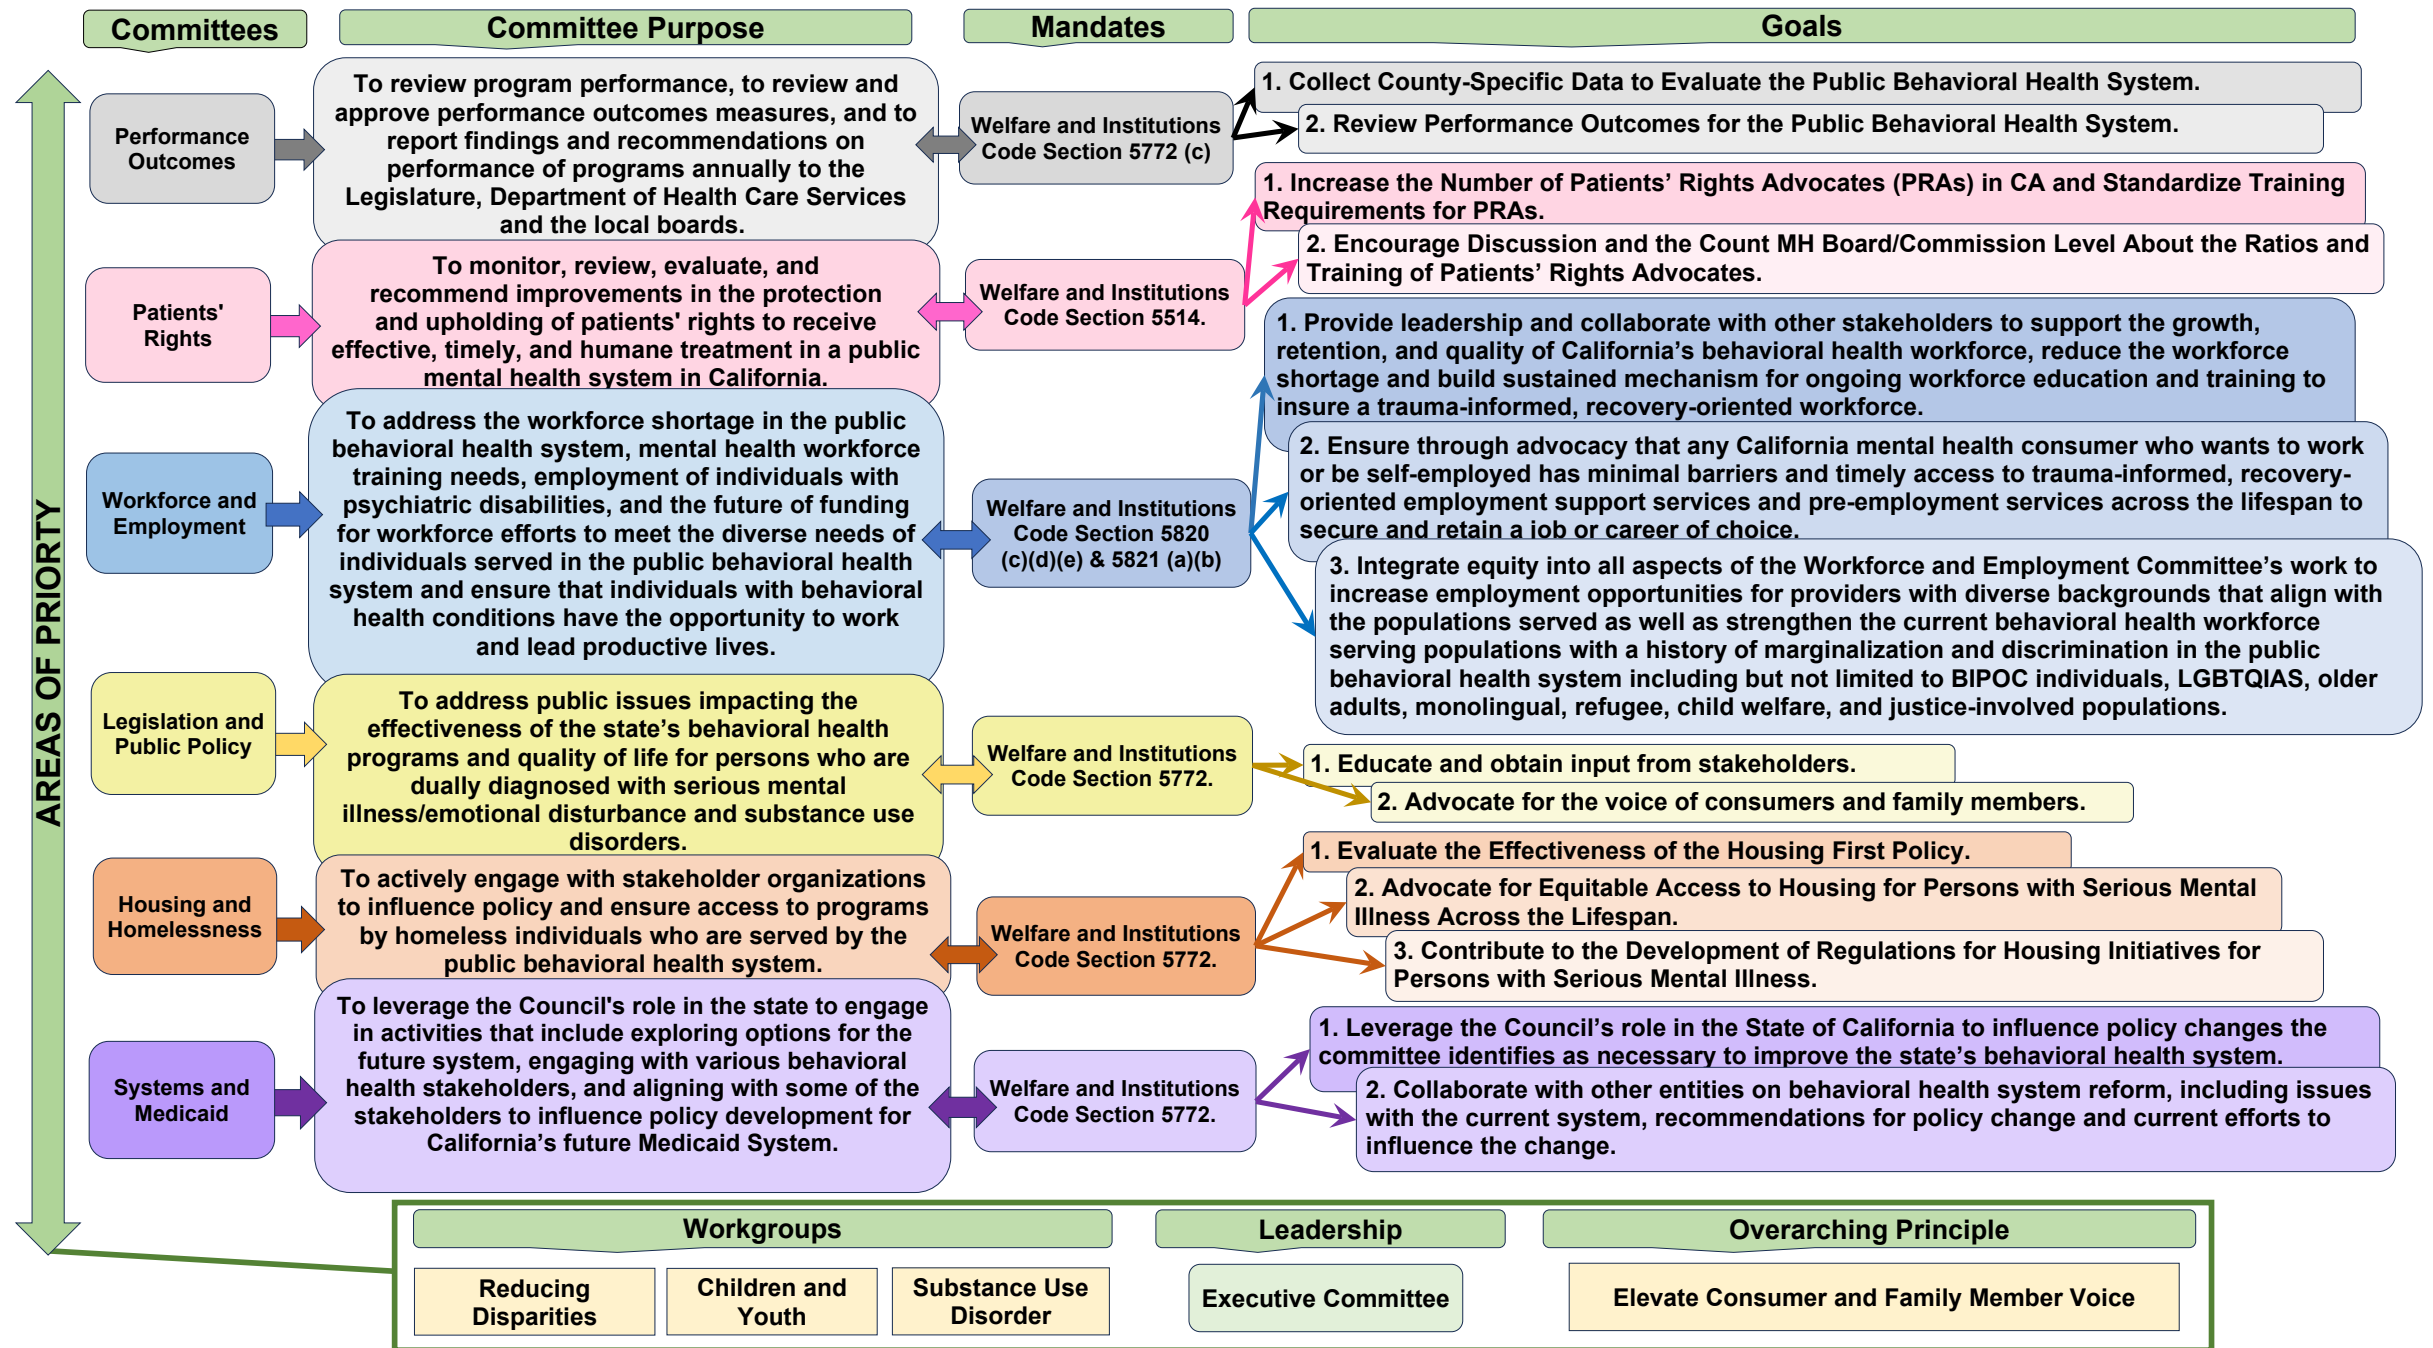 Committees
Committee Purpose
Mandates
Goals
AREAS OF PRIORTY
Performance
Outcomes
To review program performance, to review and
approve performance outcomes measures, and to
report findings and recommendations on
performance of programs annually to the
Legislature, Department of Health Care Services
and the local boards.
Welfare and Institutions
Code Section 5772 (c)
1. Collect County-Specific Data to Evaluate the Public Behavioral Health System.
2. Review Performance Outcomes for the Public Behavioral Health System.
Patients'
Rights
To monitor, review, evaluate, and
recommend improvements in the protection
and upholding of patients' rights to receive
effective, timely, and humane treatment in a public
mental health system in California.
Welfare and Institutions
Code Section 5514.
1. Increase the Number of Patients’ Rights Advocates (PRAs) in CA and Standardize Training
Requirements for PRAs.
2. Encourage Discussion and the Count MH Board/Commission Level About the Ratios and
Training of Patients’ Rights Advocates.
Workforce and
Employment
To address the workforce shortage in the public
behavioral health system, mental health workforce
training needs, employment of individuals with
psychiatric disabilities, and the future of funding
for workforce efforts to meet the diverse needs of
individuals served in the public behavioral health
system and ensure that individuals with behavioral
health conditions have the opportunity to work
and lead productive lives.
Welfare and Institutions
Code Section 5820
(c)(d)(e) & 5821 (a)(b)
1. Provide leadership and collaborate with other stakeholders to support the growth,
retention, and quality of California’s behavioral health workforce, reduce the workforce
shortage and build sustained mechanism for ongoing workforce education and training to
insure a trauma-informed, recovery-oriented workforce.
2. Ensure through advocacy that any California mental health consumer who wants to work
or be self-employed has minimal barriers and timely access to trauma-informed, recovery-
oriented employment support services and pre-employment services across the lifespan to
secure and retain a job or career of choice.
3. Integrate equity into all aspects of the Workforce and Employment Committee’s work to
increase employment opportunities for providers with diverse backgrounds that align with
the populations served as well as strengthen the current behavioral health workforce
serving populations with a history of marginalization and discrimination in the public
behavioral health system including but not limited to BIPOC individuals, LGBTQIAS, older
adults, monolingual, refugee, child welfare, and justice-involved populations.
Legislation and
Public Policy
To address public issues impacting the
effectiveness of the state’s behavioral health
programs and quality of life for persons who are
dually diagnosed with serious mental
illness/emotional disturbance and substance use
disorders.
Welfare and Institutions
Code Section 5772.
1. Educate and obtain input from stakeholders.
2. Advocate for the voice of consumers and family members.
Housing and
Homelessness
To actively engage with stakeholder organizations
to influence policy and ensure access to programs
by homeless individuals who are served by the
public behavioral health system.
Welfare and Institutions
Code Section 5772.
1. Evaluate the Effectiveness of the Housing First Policy.
2. Advocate for Equitable Access to Housing for Persons with Serious Mental
Illness Across the Lifespan.
3. Contribute to the Development of Regulations for Housing Initiatives for
Persons with Serious Mental Illness.
Systems and
Medicaid
To leverage the Council's role in the state to engage
in activities that include exploring options for the
future system, engaging with various behavioral
health stakeholders, and aligning with some of the
stakeholders to influence policy development for
California’s future Medicaid System.
Welfare and Institutions
Code Section 5772.
1. Leverage the Council’s role in the State of California to influence policy changes the
committee identifies as necessary to improve the state’s behavioral health system.
2. Collaborate with other entities on behavioral health system reform, including issues
with the current system, recommendations for policy change and current efforts to
influence the change.
Workgroups
Leadership
Overarching Principle
Reducing
Disparities
Children and
Youth
Substance Use
Disorder
Executive Committee
Elevate Consumer and Family Member Voice